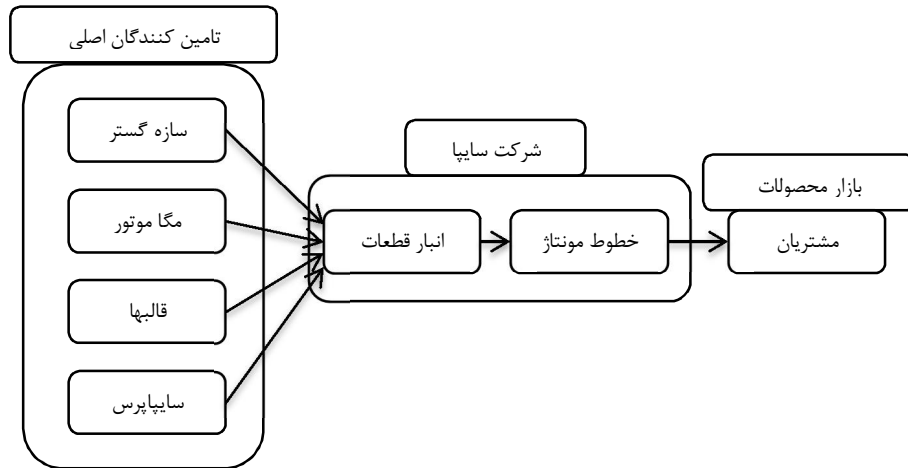 تامین کنندگان اصلی
سازه گستر
مگا موتور
قالبها
سایپاپرس
شرکت سایپا
انبار قطعات
خطوط مونتاژ
بازار محصولات
مشتریان